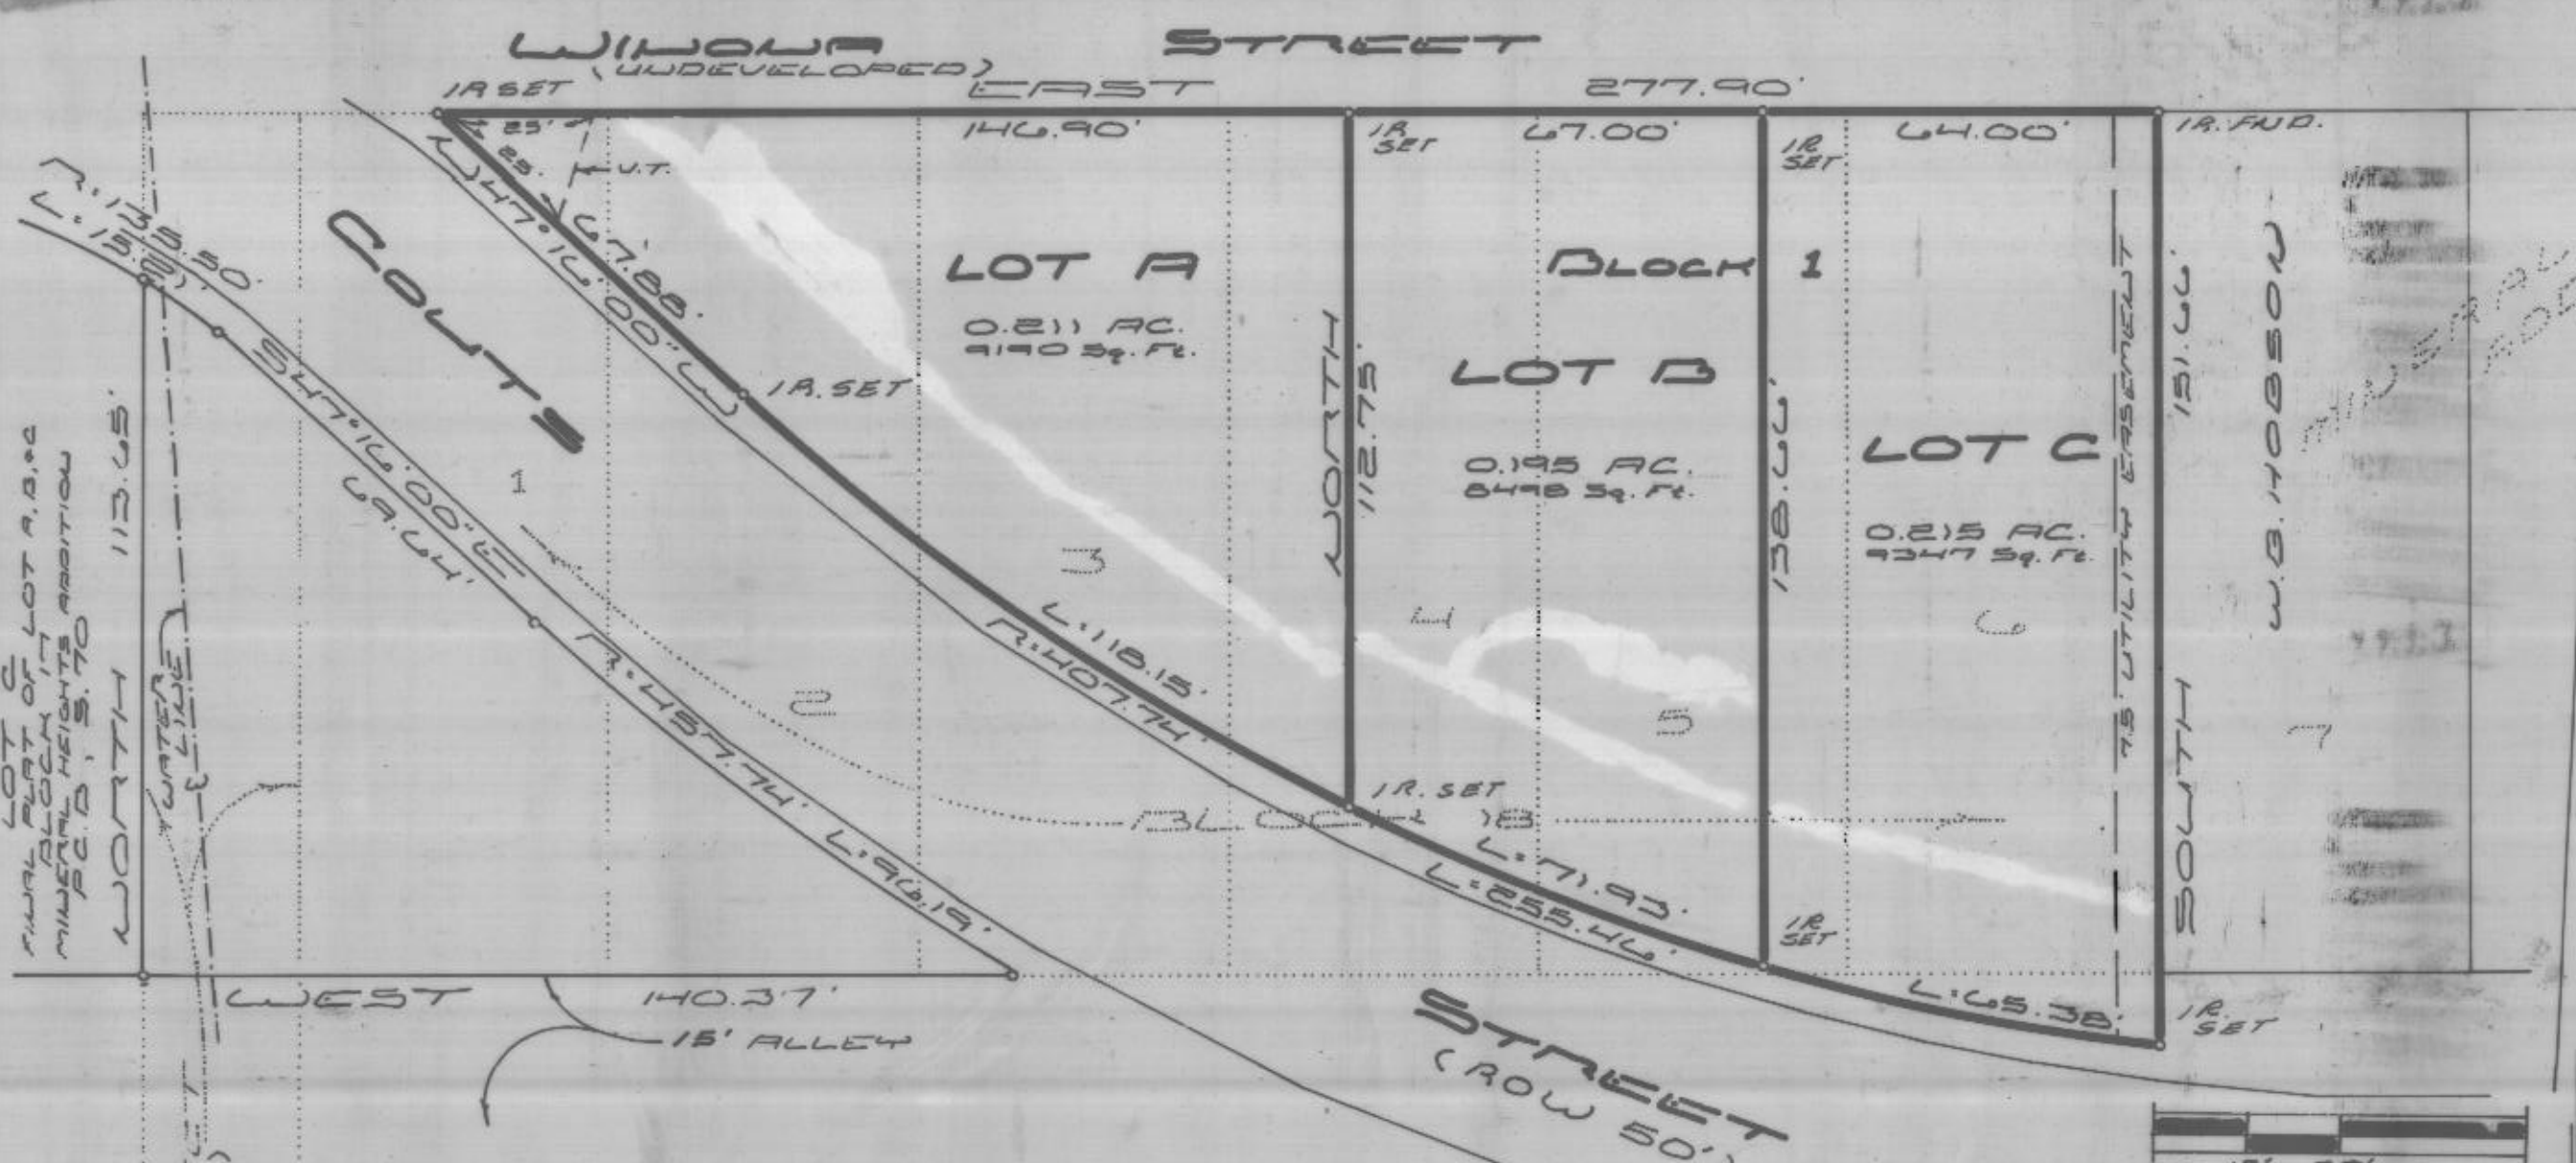 WINONA STREET
(UNDEVELOPED)
EAST 277.90'
IR SET
25'
25'
V.T.
146.90'
IR
SET
67.00'
IR
SET
64.00'
IR. FND.
R=135.50'
N 47°16'00" W
67.88'
COUTS
LOT A
0.211 AC.
9190 Sq. Ft.
BLOCK 1
LOT B
0.195 AC.
8498 Sq. Ft.
LOT C
0.215 AC.
9347 Sq. Ft.
NORTH
112.75'
138.66'
7.5' UTILITY EASEMENT
151.66'
SOUTH
W.B. HOBSON
IR. SET
S47°16'00"E
69.64'
1
2
3
4
5
6
7
LOT C
FINAL PLAT OF LOT A,B,&C
BLOCK 17
MINERAL HEIGHTS ADDITION
P.C. B, S. 70
NORTH 113.65'
WATER
LINE
L=118.15'
R=407.74'
R=457.74' L=96.19'
IR. SET
BLOCK 18
L=71.93'
L=255.46'
IR
SET
L=65.38'
IR.
SET
WEST 140.37'
15' ALLEY
STREET
(ROW 50')